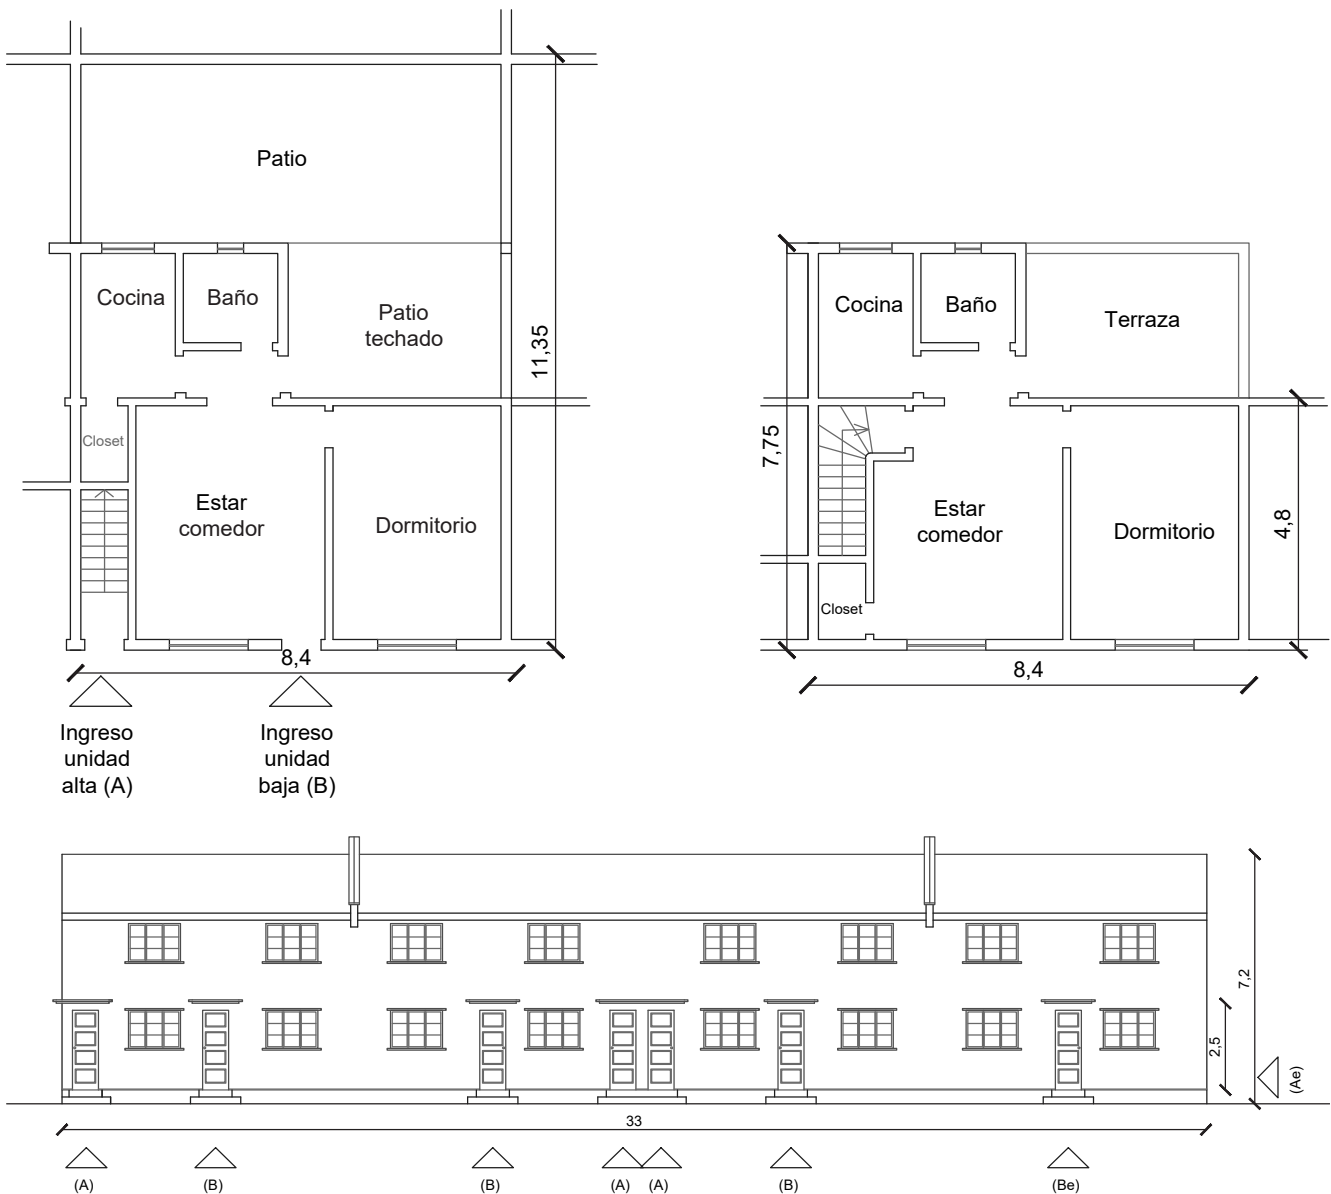 Patio
Cocina
Baño
Patio
techado
11,35
Closet
Estar
comedor
Dormitorio
8,4
Ingreso
unidad
alta (A)
Ingreso
unidad
baja (B)
Cocina
Baño
Terraza
7,75
Estar
comedor
Dormitorio
4,8
Closet
8,4
7,2
2,5
(Ae)
33
(A)
(B)
(B)
(A)
(A)
(B)
(Be)